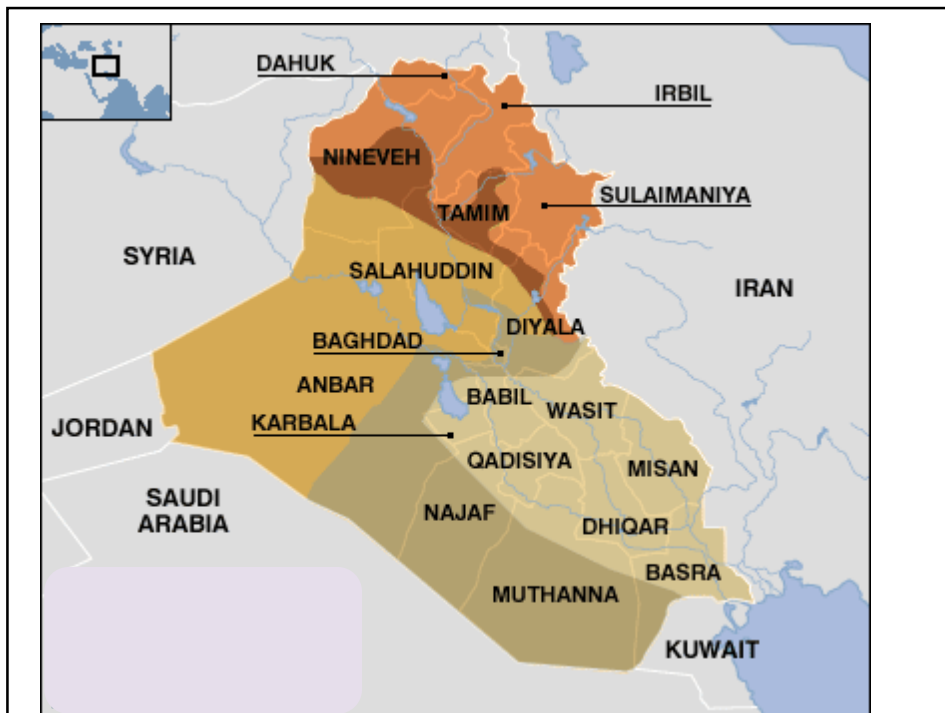 DAHUK
IRBIL
NINEVEH
SULAIMANIYA
TAMIM
SYRIA
SALAHUDDIN
IRAN
DIYALA
BAGHDAD
ANBAR
BABIL
WASIT
KARBALA
JORDAN
QADISIYA
MISAN
SAUDI
ARABIA
NAJAF
DHIQAR
BASRA
MUTHANNA
KUWAIT